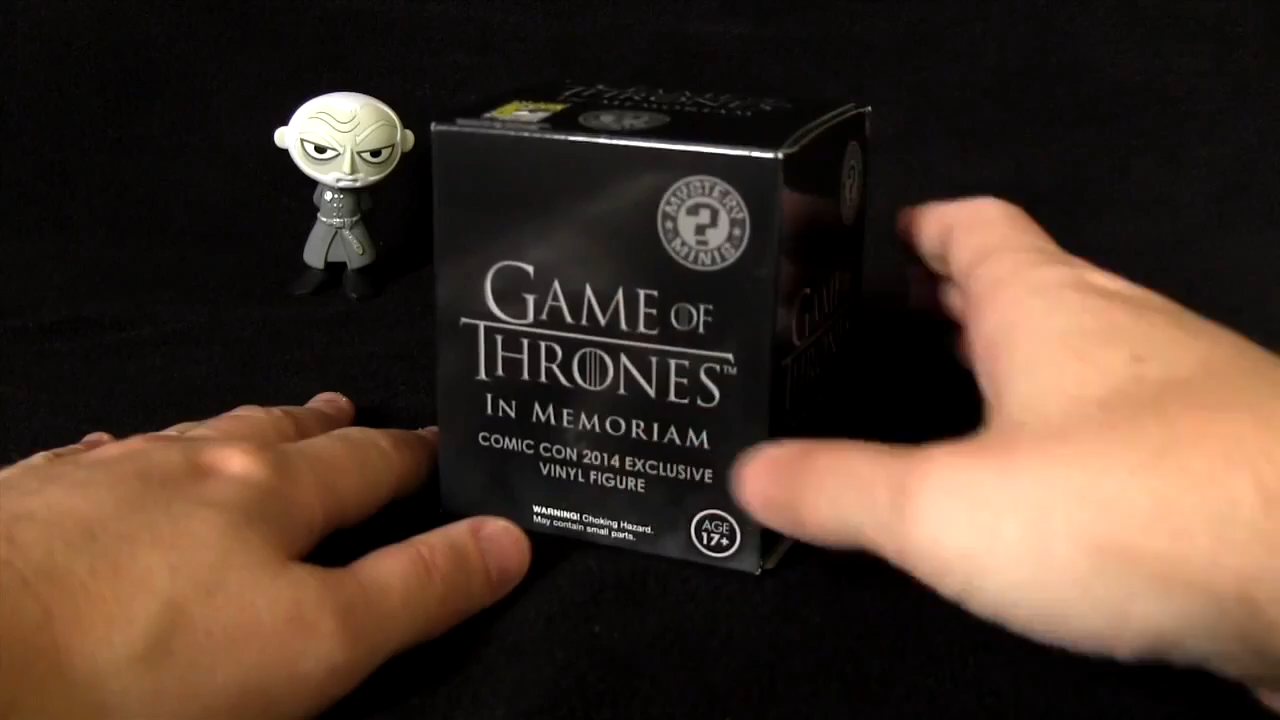 THRONES
MYSTERY
?
MINIS
GAME OF
THRONES™
IN MEMORIAM
COMIC CON 2014 EXCLUSIVE
VINYL FIGURE
WARNING! Choking Hazard.
May contain small parts.
AGE
17+